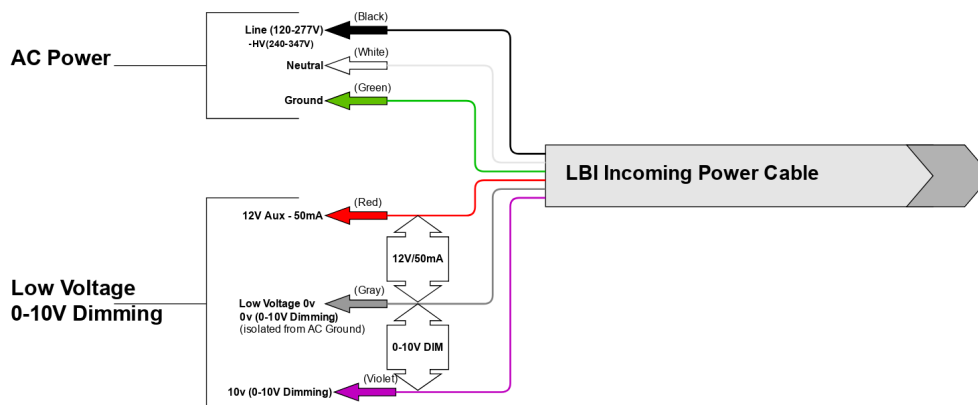 AC Power
Line (120-277V)
-HV(240-347V)
(Black)
Neutral
(White)
Ground
(Green)
LBI Incoming Power Cable
Low Voltage
0-10V Dimming
12V Aux - 50mA
(Red)
12V/50mA
Low Voltage 0v
0v (0-10V Dimming)
(isolated from AC Ground)
(Gray)
0-10V DIM
10v (0-10V Dimming)
(Violet)